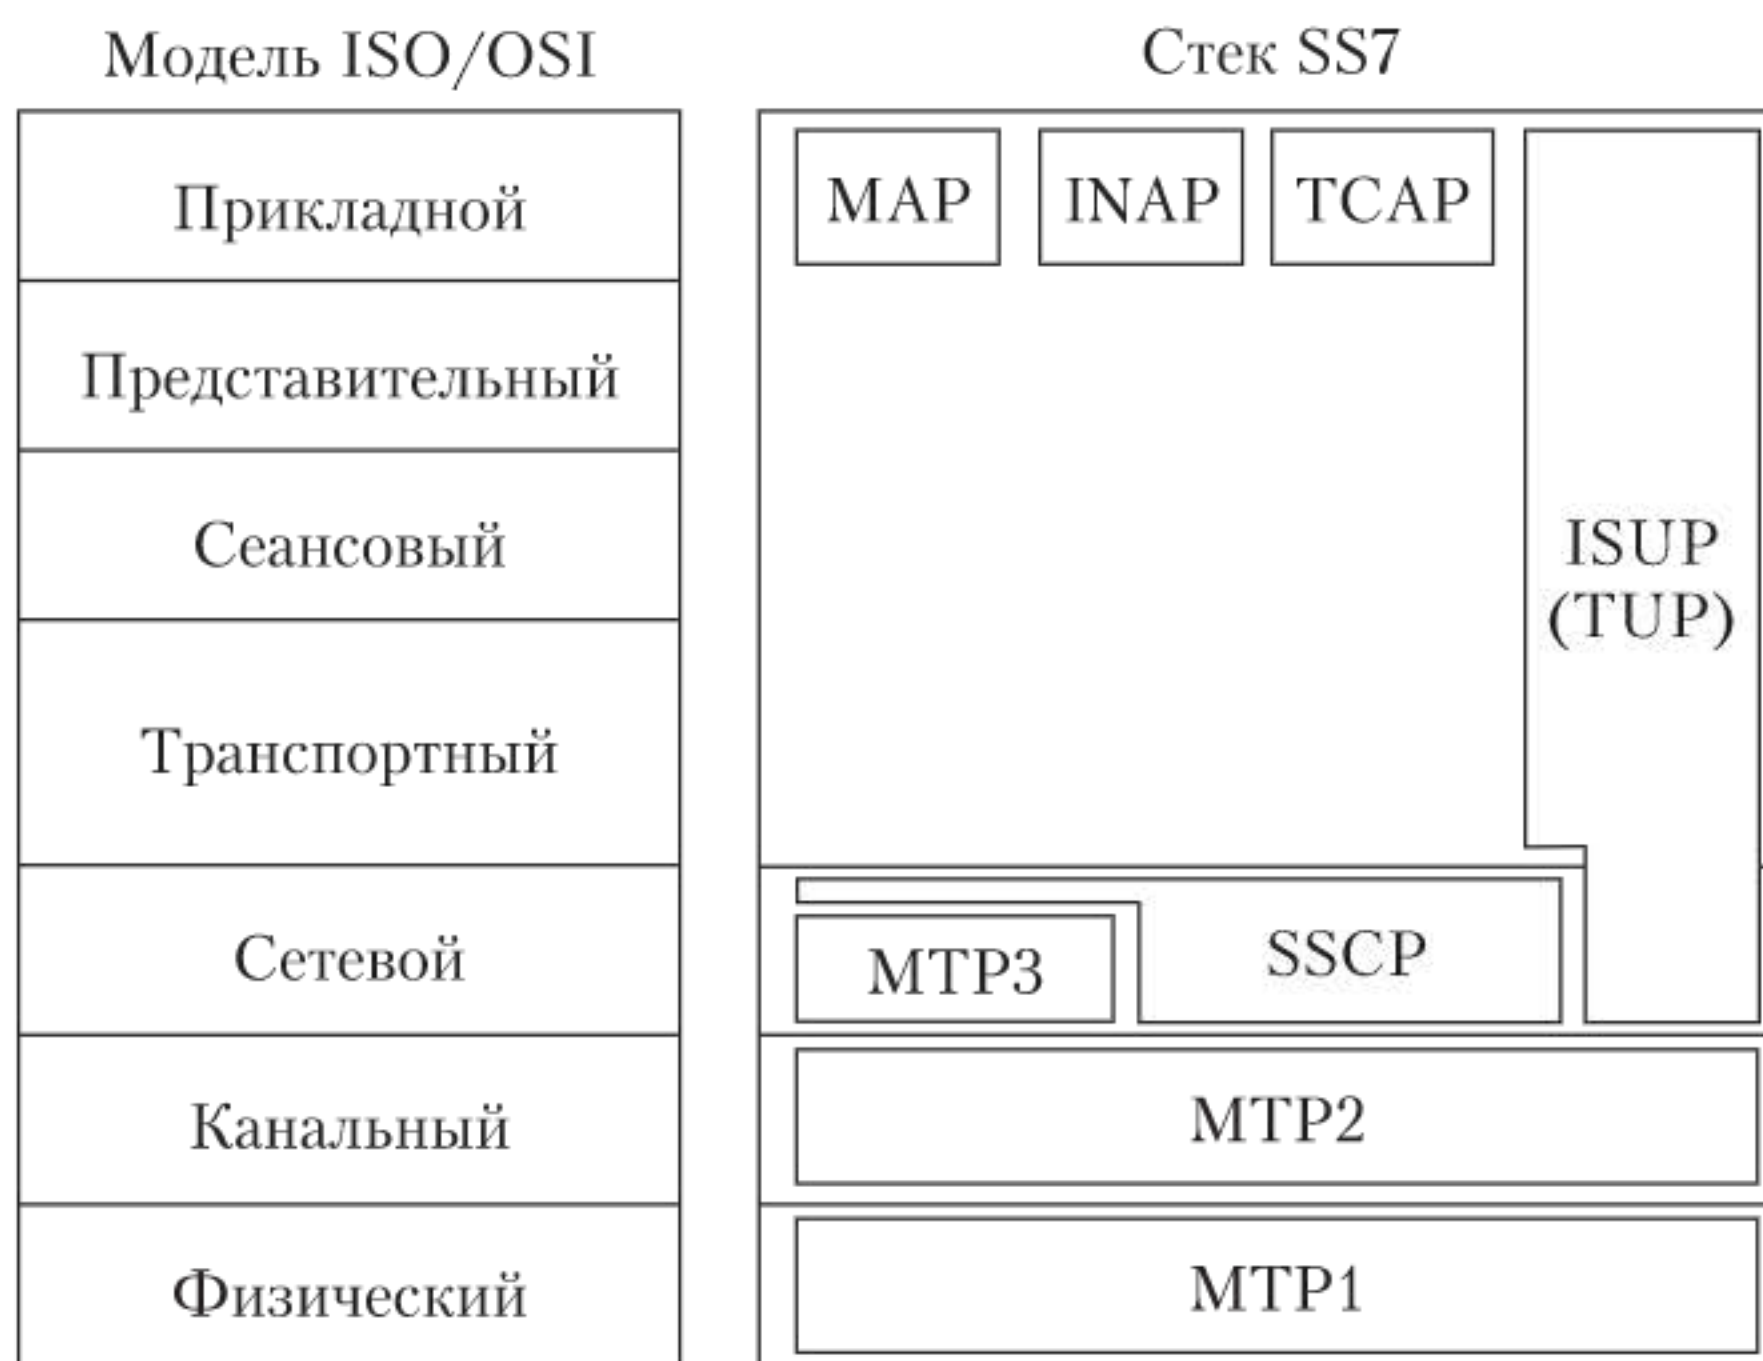 Модель ISO/OSI
Стек SS7
Прикладной
Представительный
Сеансовый
Транспортный
Сетевой
Канальный
Физический
MAP
INAP
TCAP
ISUP
(TUP)
MTP3
SSCP
MTP2
MTP1